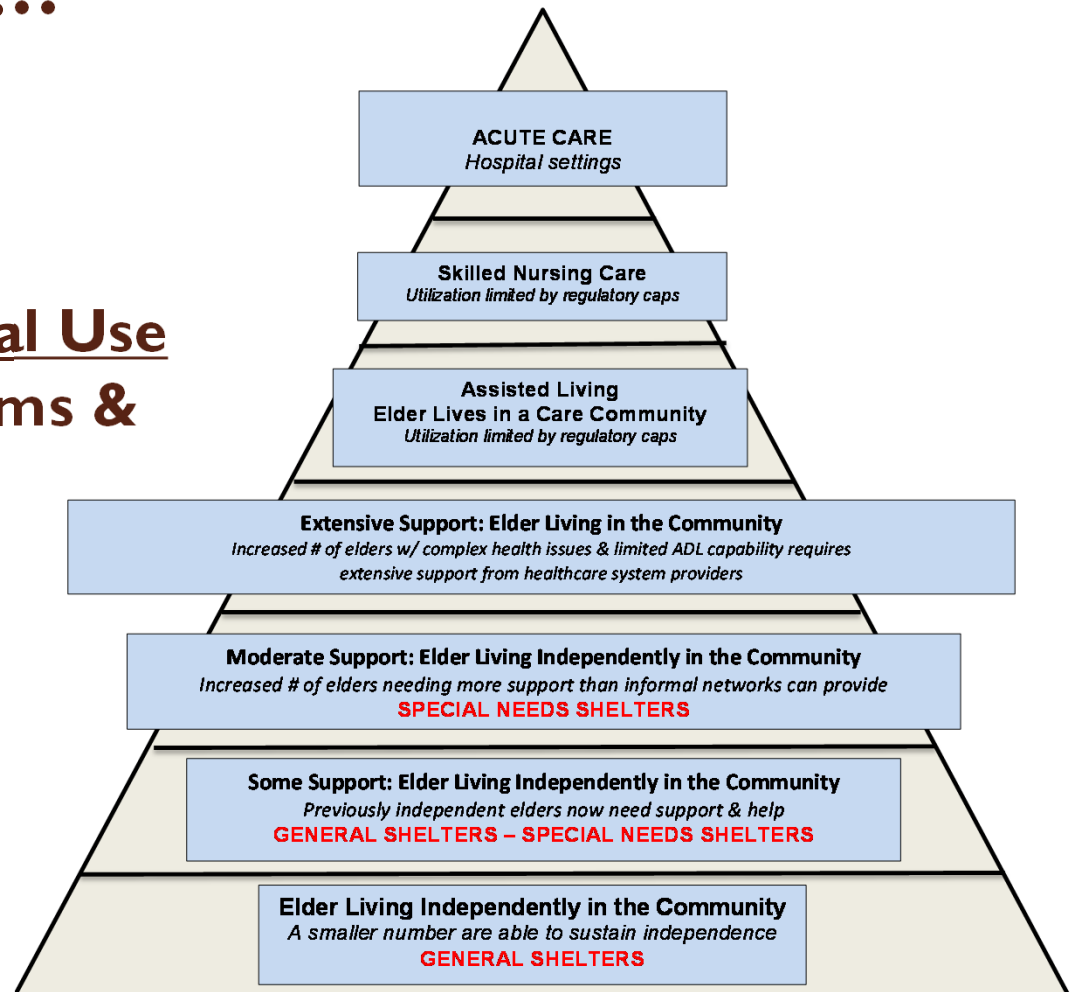 ...
ACUTE CARE
Hospital settings
Skilled Nursing Care
Utilization limited by regulatory caps
al Use
ms &
Assisted Living
Elder Lives in a Care Community
Utilization limited by regulatory caps
Extensive Support: Elder Living in the Community
Increased # of elders w/ complex health issues & limited ADL capability requires
extensive support from healthcare system providers
Moderate Support: Elder Living Independently in the Community
Increased # of elders needing more support than informal networks can provide
SPECIAL NEEDS SHELTERS
Some Support: Elder Living Independently in the Community
Previously independent elders now need support & help
GENERAL SHELTERS – SPECIAL NEEDS SHELTERS
Elder Living Independently in the Community
A smaller number are able to sustain independence
GENERAL SHELTERS